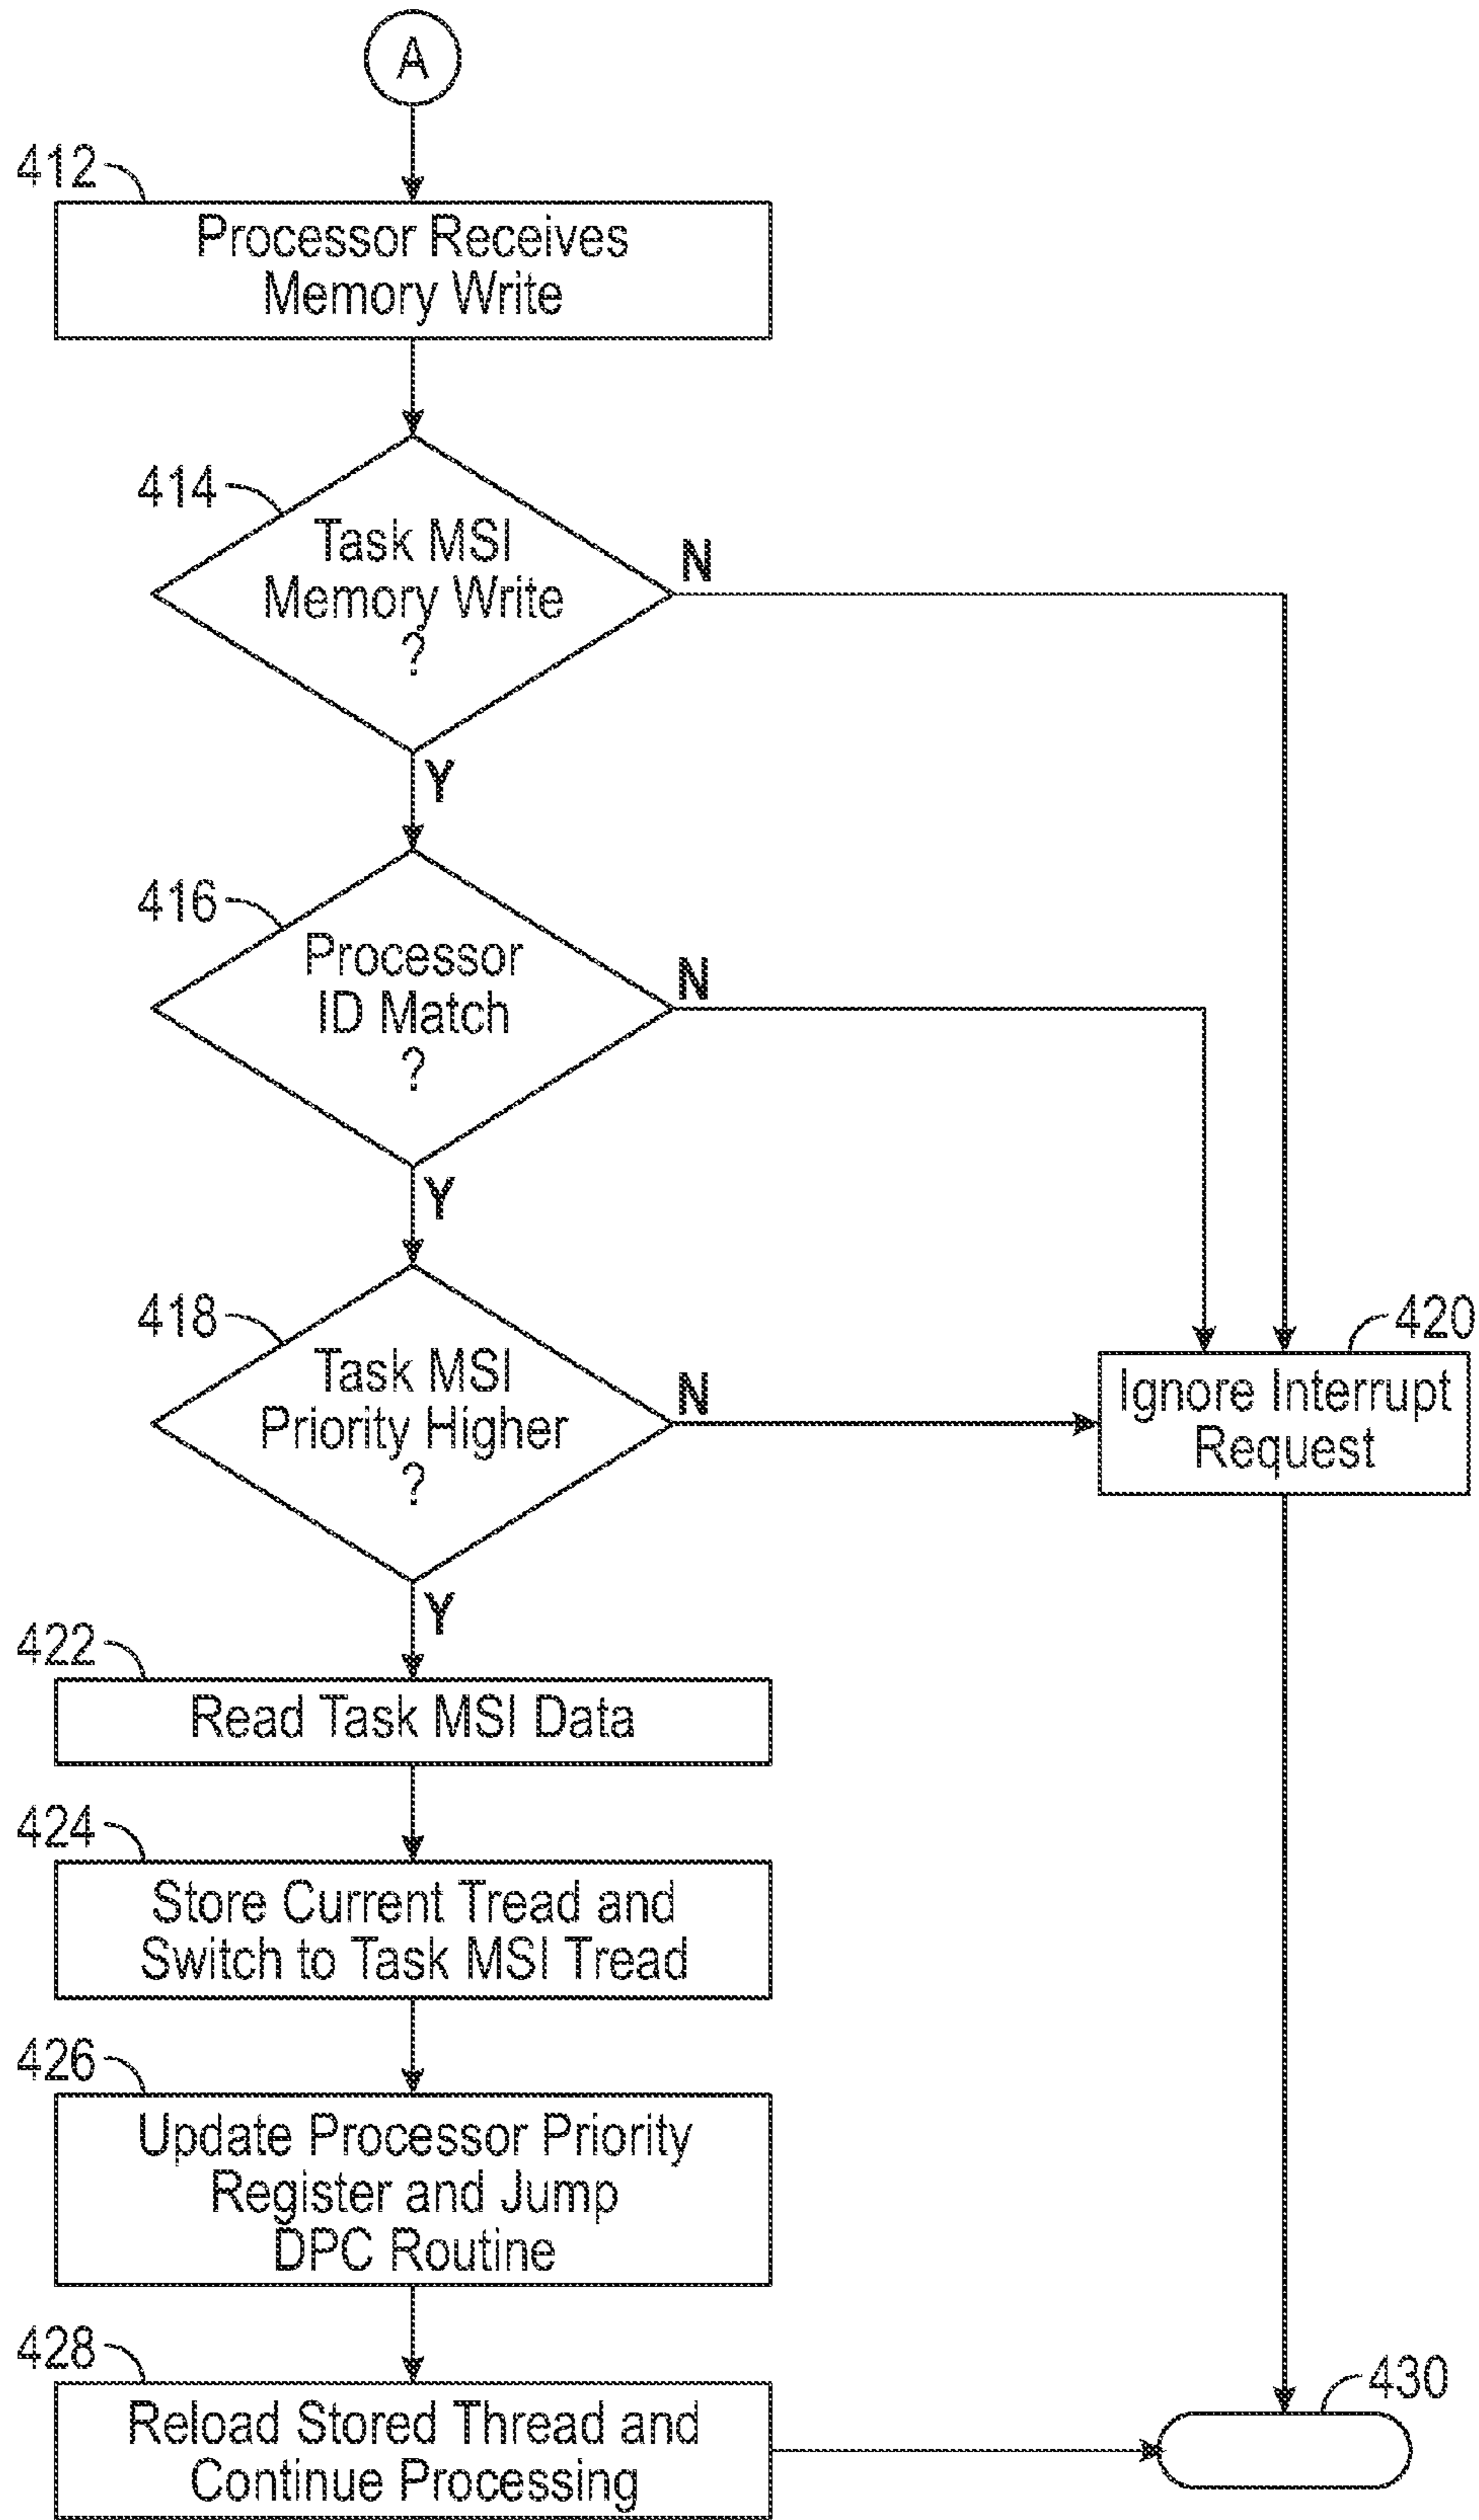 A
412
Processor Receives
Memory Write
414
Task MSI
Memory Write
?
N
Y
416
Processor
ID Match
?
N
Y
418
Task MSI
Priority Higher
?
N
420
Ignore Interrupt
Request
Y
422
Read Task MSI Data
424
Store Current Tread and
Switch to Task MSI Tread
426
Update Processor Priority
Register and Jump
DPC Routine
428
Reload Stored Thread and
Continue Processing
430